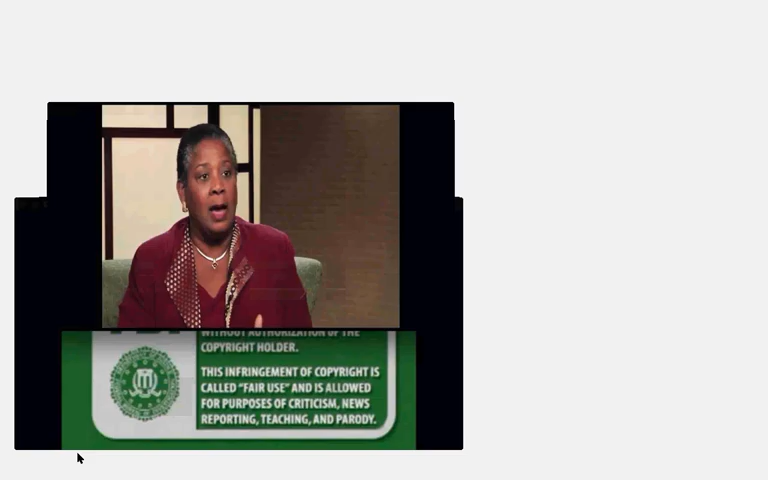 WITHOUT AUTHORIZATION OF THE
COPYRIGHT HOLDER.
THIS INFRINGEMENT OF COPYRIGHT IS
CALLED "FAIR USE" AND IS ALLOWED
FOR PURPOSES OF CRITICISM, NEWS
REPORTING, TEACHING, AND PARODY.